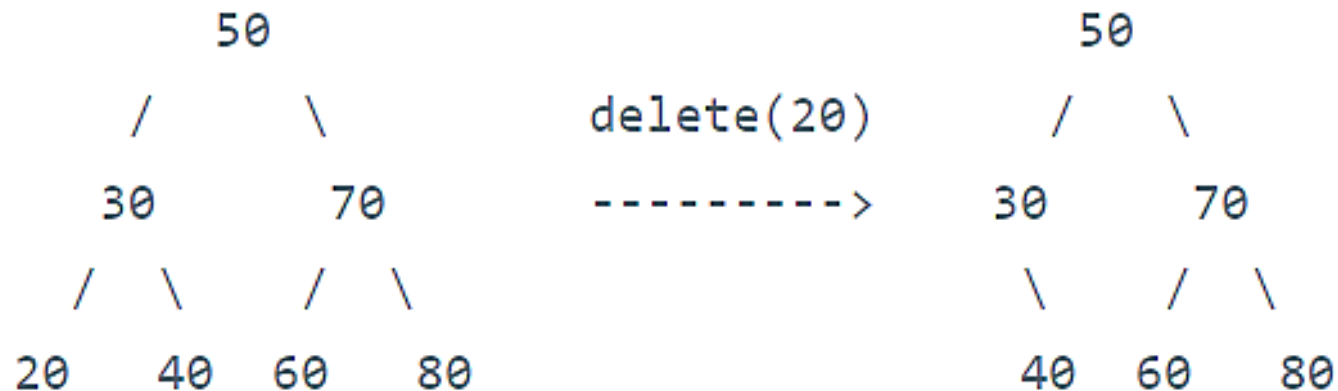 50 50
/ \ delete(20) / \
30 70 ---------> 30 70
/ \ / \ \ / \
20 40 60 80 40 60 80